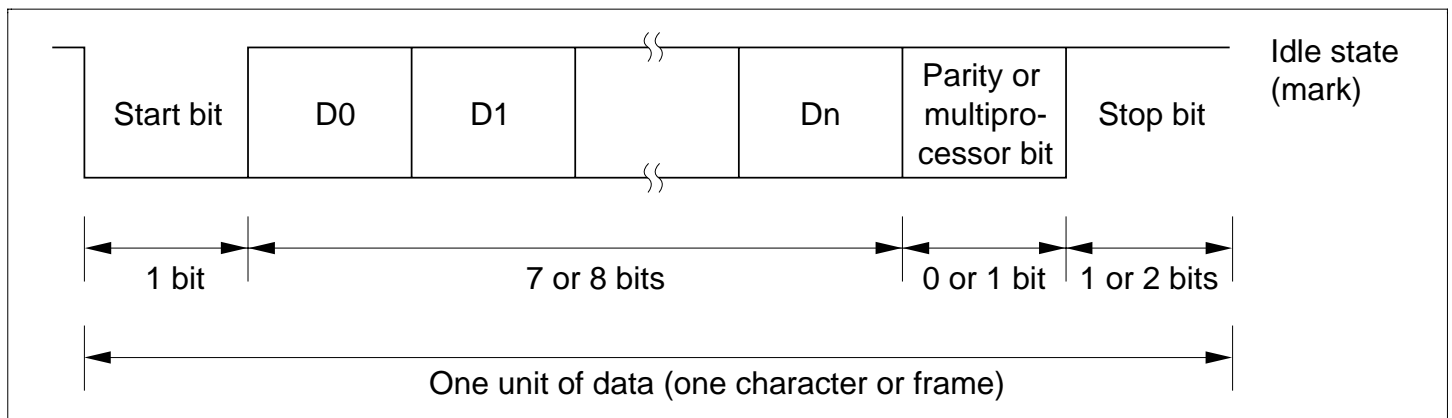 Idle state
(mark)
Start bit
D0
D1
Dn
Parity or
multipro-
cessor bit
Stop bit
1 bit
7 or 8 bits
0 or 1 bit
1 or 2 bits
One unit of data (one character or frame)